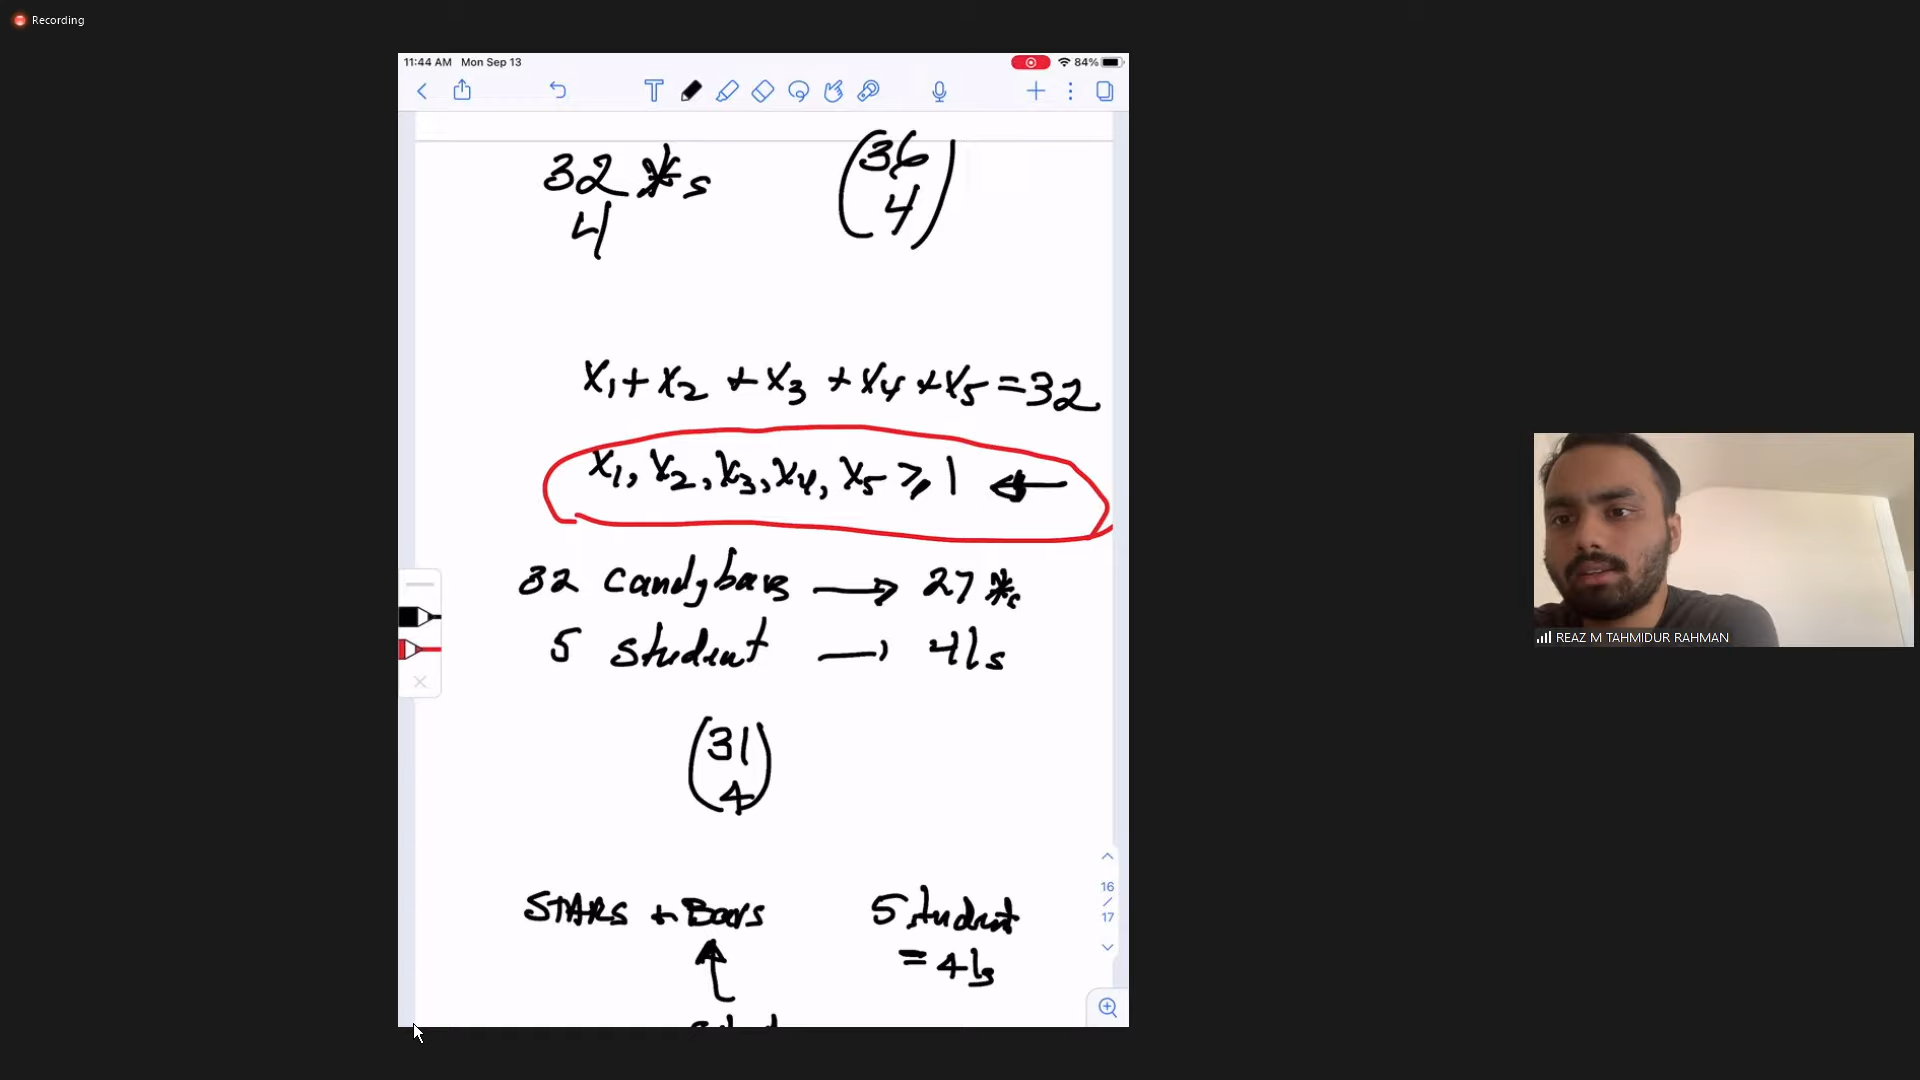 Recording
11:44 AM Mon Sep 13
84%
32 *s
4
(36
4)
x₁ + x₂ + x₃ + x₄ + x₅ = 32
x₁, x₂, x₃, x₄, x₅ ≥ 1 ←
32 Candybars → 27 *s
5 student → 4 |s
(31
4)
STARS + Bars
5 student
= 4 |s
16
/
17
REAZ M TAHMIDUR RAHMAN